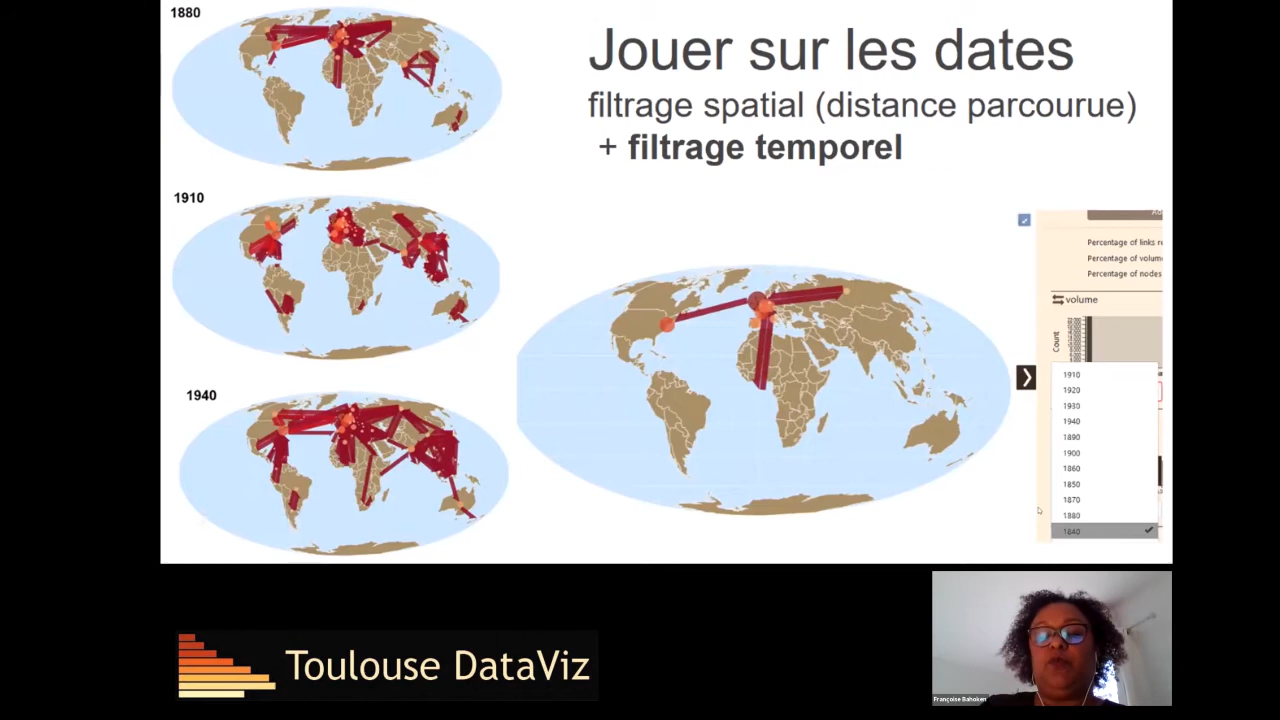 1880
Jouer sur les dates
filtrage spatial (distance parcourue)
+ filtrage temporel
1910
1940
Percentage of links re
Percentage of volum
Percentage of nodes
volume
Count
1910
1920
1930
1940
1890
1900
1860
1850
1870
1880
1840
Toulouse DataViz
Françoise Bahoken